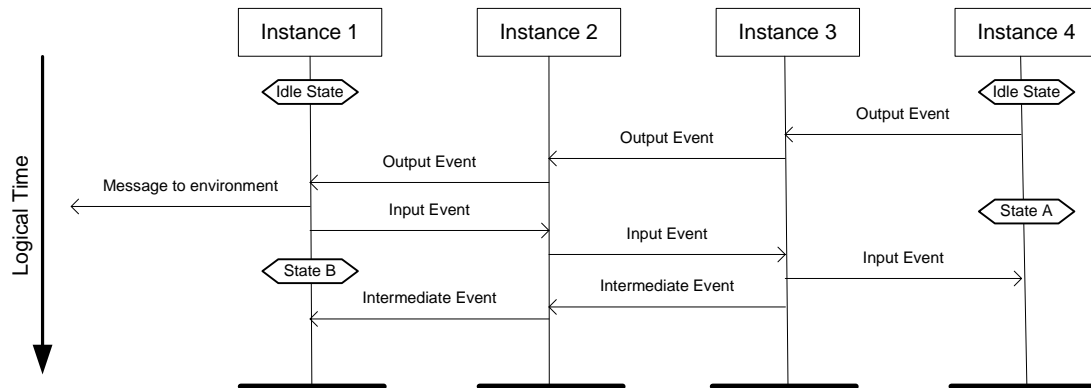 Instance 1
Instance 2
Instance 3
Instance 4
Idle State
Idle State
Output Event
Output Event
Output Event
Message to environment
Input Event
State A
Input Event
State B
Input Event
Intermediate Event
Intermediate Event
Logical Time